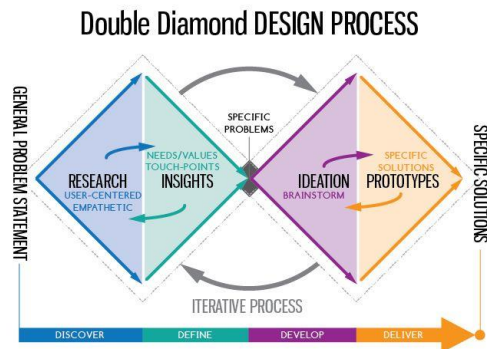 Double Diamond DESIGN PROCESS
GENERAL PROBLEM STATEMENT
RESEARCH
USER-CENTERED
EMPATHETIC
NEEDS/VALUES
TOUCH-POINTS
INSIGHTS
SPECIFIC
PROBLEMS
IDEATION
BRAINSTORM
SPECIFIC
SOLUTIONS
PROTOTYPES
SPECIFIC SOLUTIONS
ITERATIVE PROCESS
DISCOVER
DEFINE
DEVELOP
DELIVER